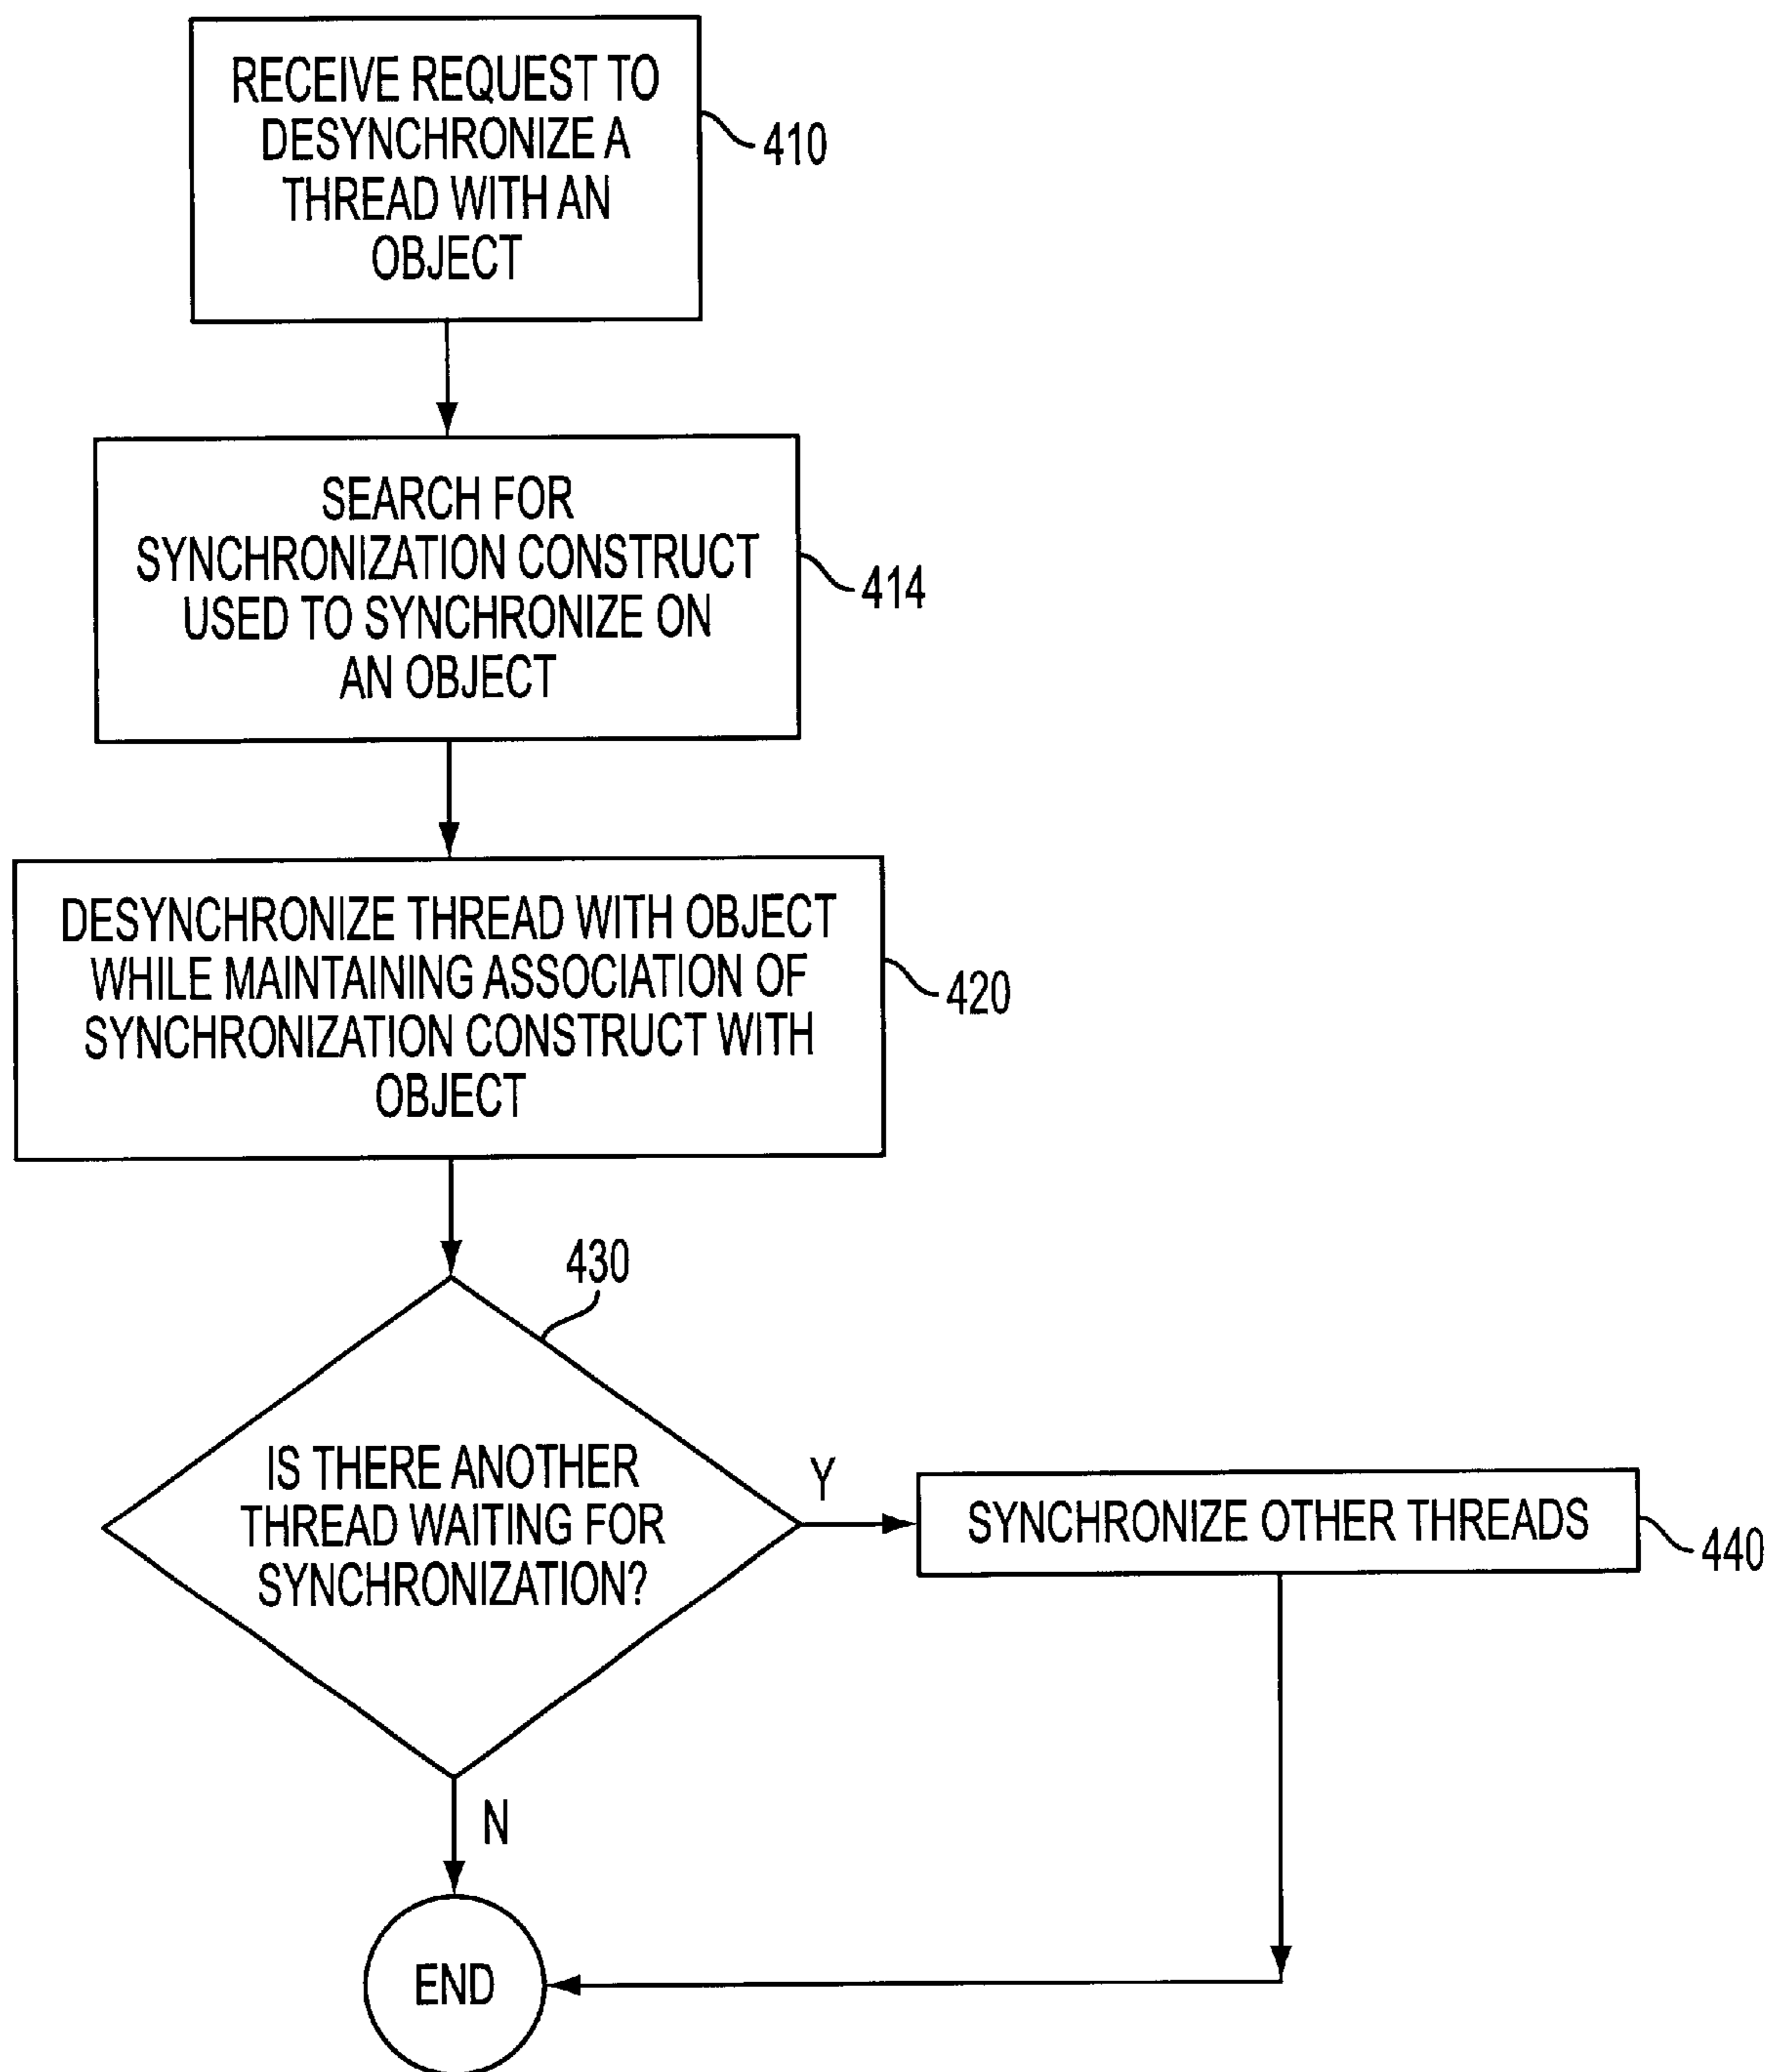 RECEIVE REQUEST TO
DESYNCHRONIZE A
THREAD WITH AN
OBJECT
410
SEARCH FOR
SYNCHRONIZATION CONSTRUCT
USED TO SYNCHRONIZE ON
AN OBJECT
414
DESYNCHRONIZE THREAD WITH OBJECT
WHILE MAINTAINING ASSOCIATION OF
SYNCHRONIZATION CONSTRUCT WITH
OBJECT
420
430
IS THERE ANOTHER
THREAD WAITING FOR
SYNCHRONIZATION?
Y
SYNCHRONIZE OTHER THREADS
440
N
END